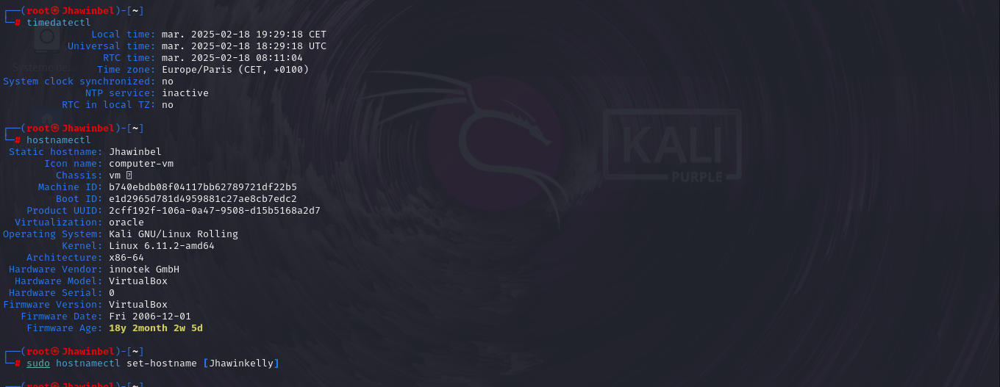 ┌──(root㉿Jhawinbel)-[~]
└─# timedatectl
Local time: mar. 2025-02-18 19:29:18 CET
Universal time: mar. 2025-02-18 18:29:18 UTC
RTC time: mar. 2025-02-18 08:11:04
Time zone: Europe/Paris (CET, +0100)
System clock synchronized: no
NTP service: inactive
RTC in local TZ: no
┌──(root㉿Jhawinbel)-[~]
└─# hostnamectl
Static hostname: Jhawinbel
Icon name: computer-vm
Chassis: vm
Machine ID: b740ebdb08f04117bb62789721df22b5
Boot ID: e1d2965d781d4959881c27ae8cb7edc2
Product UUID: 2cff192f-106a-0a47-9508-d15b5168a2d7
Virtualization: oracle
Operating System: Kali GNU/Linux Rolling
Kernel: Linux 6.11.2-amd64
Architecture: x86-64
Hardware Vendor: innotek GmbH
Hardware Model: VirtualBox
Hardware Serial: 0
Firmware Version: VirtualBox
Firmware Date: Fri 2006-12-01
Firmware Age: 18y 2month 2w 5d
┌──(root㉿Jhawinbel)-[~]
└─# sudo hostnamectl set-hostname [Jhawinkelly]
┌──(root㉿Jhawinbel)-[~]
Système de...
KALI
PURPLE